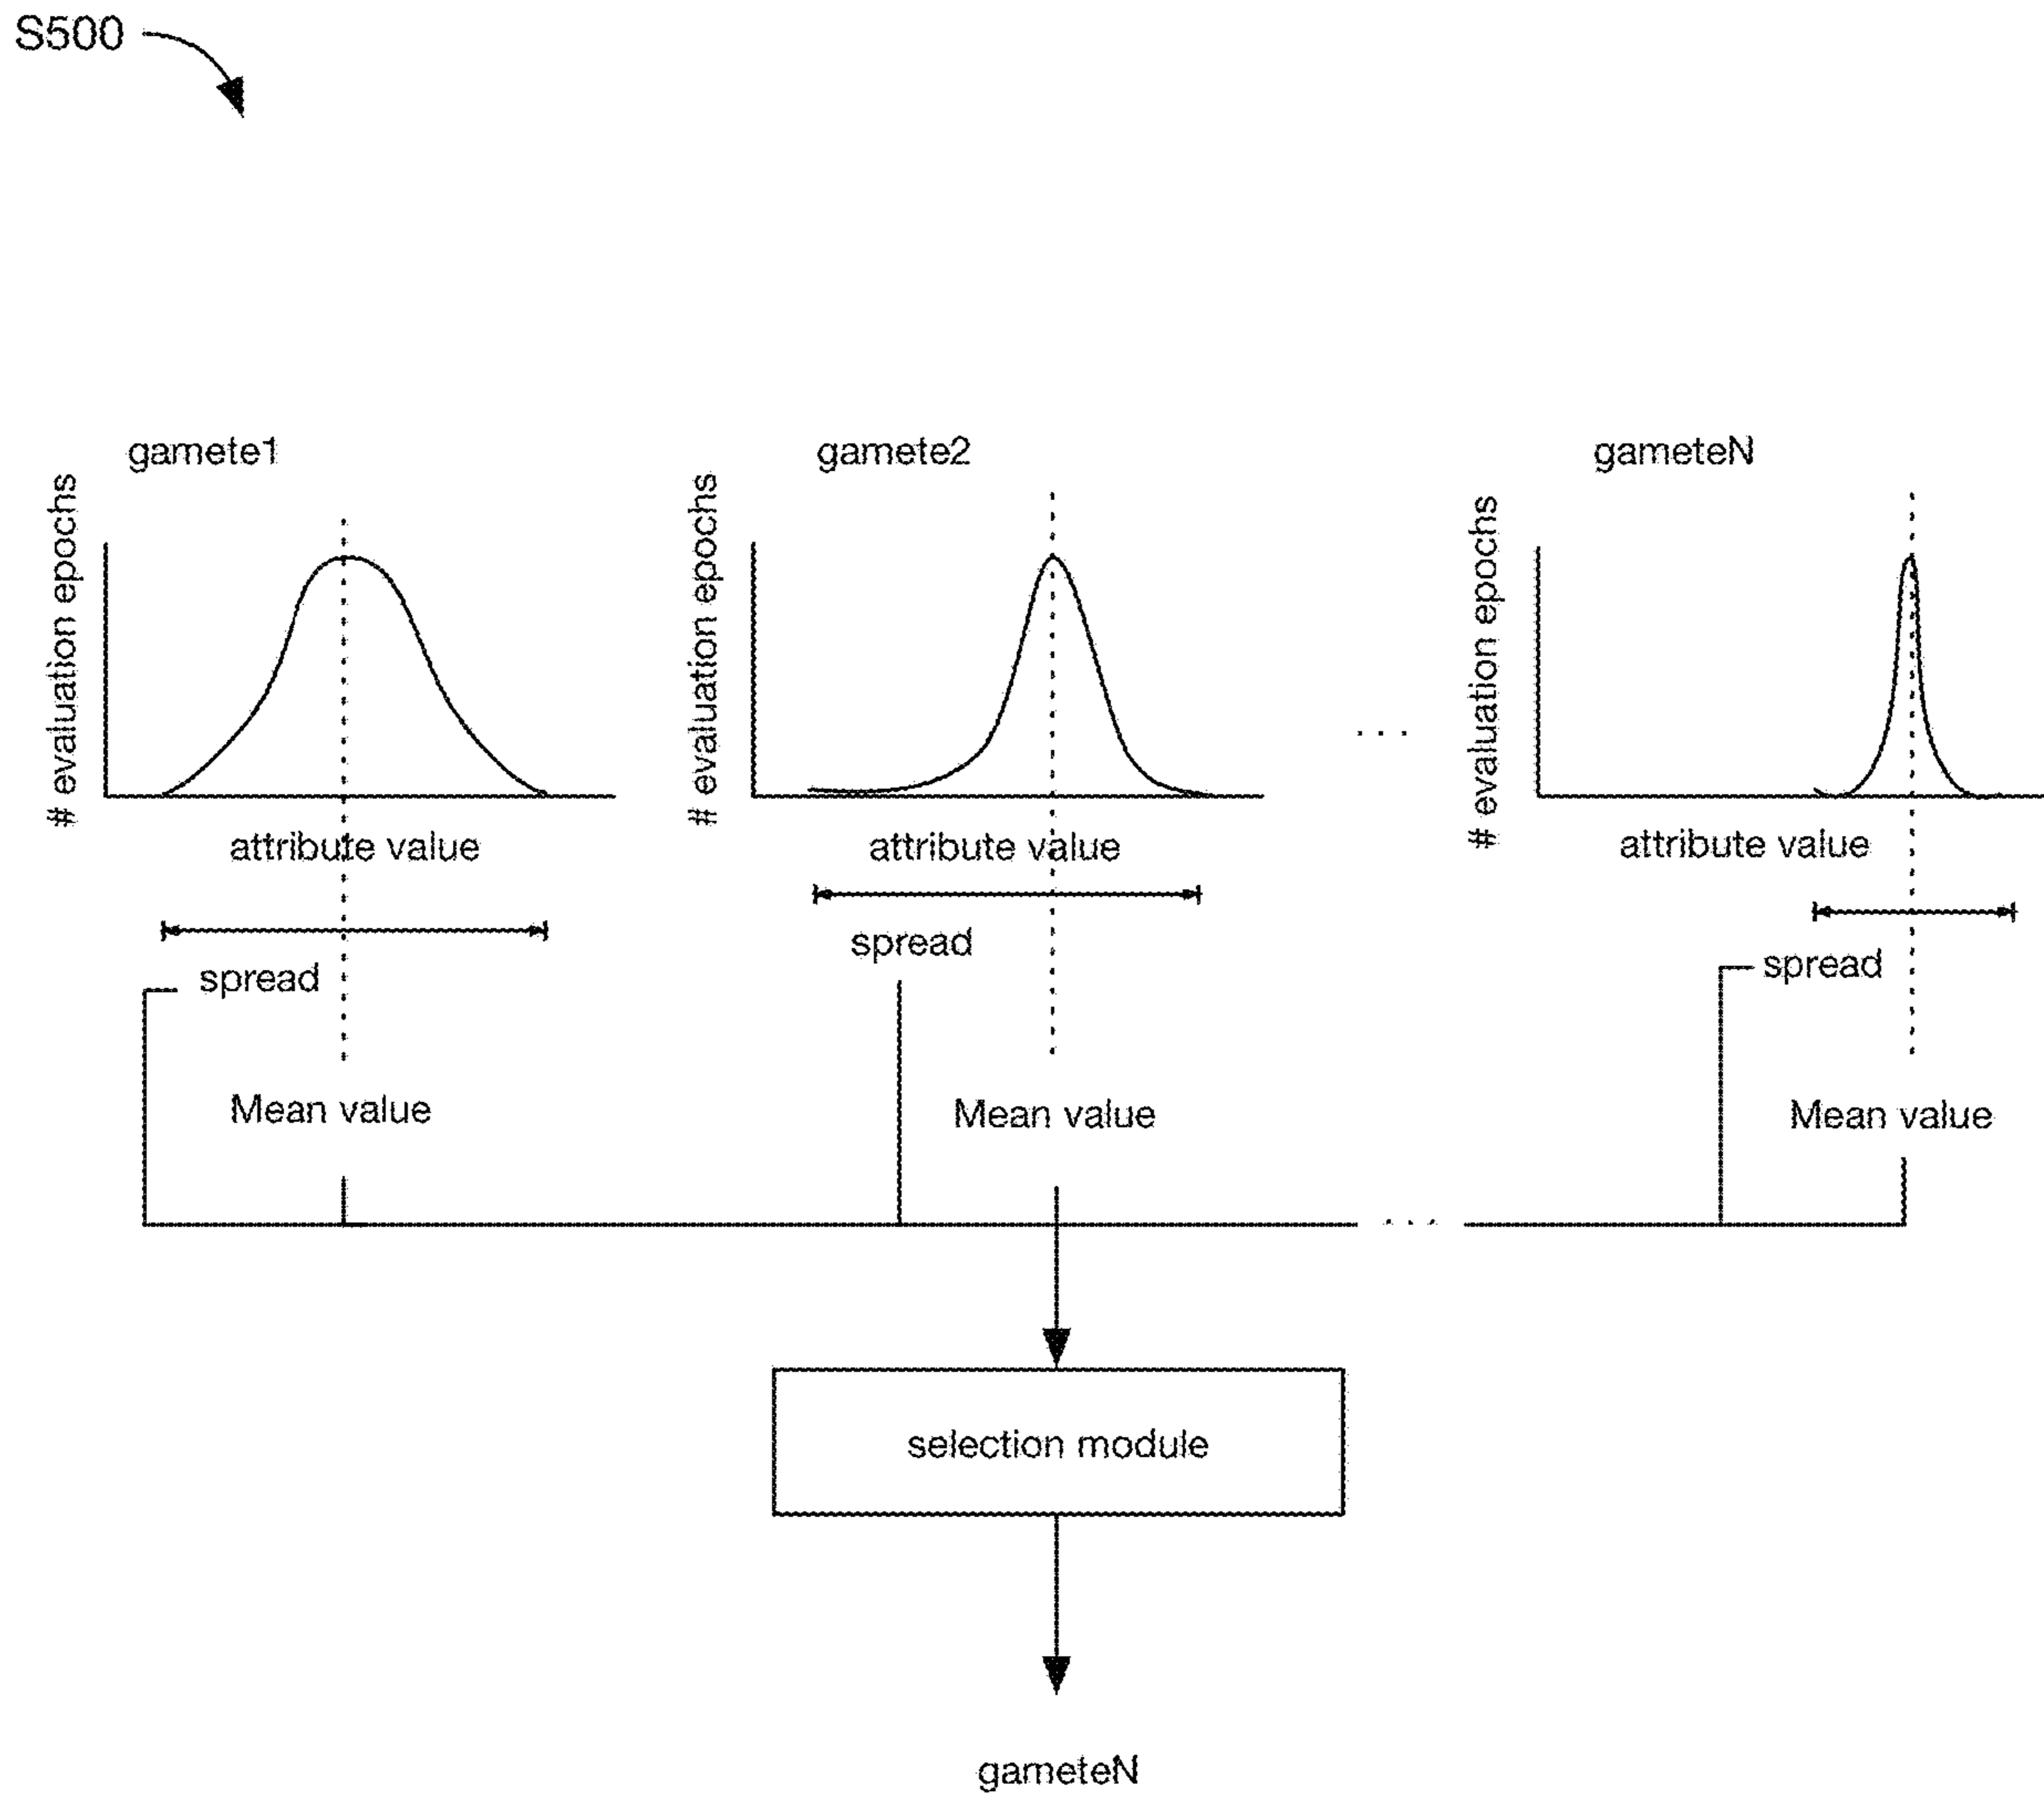 S500
gamete1
gamete2
gameteN
# evaluation epochs
# evaluation epochs
# evaluation epochs
. . .
attribute value
attribute value
attribute value
spread
spread
spread
Mean value
Mean value
Mean value
. . .
selection module
gameteN